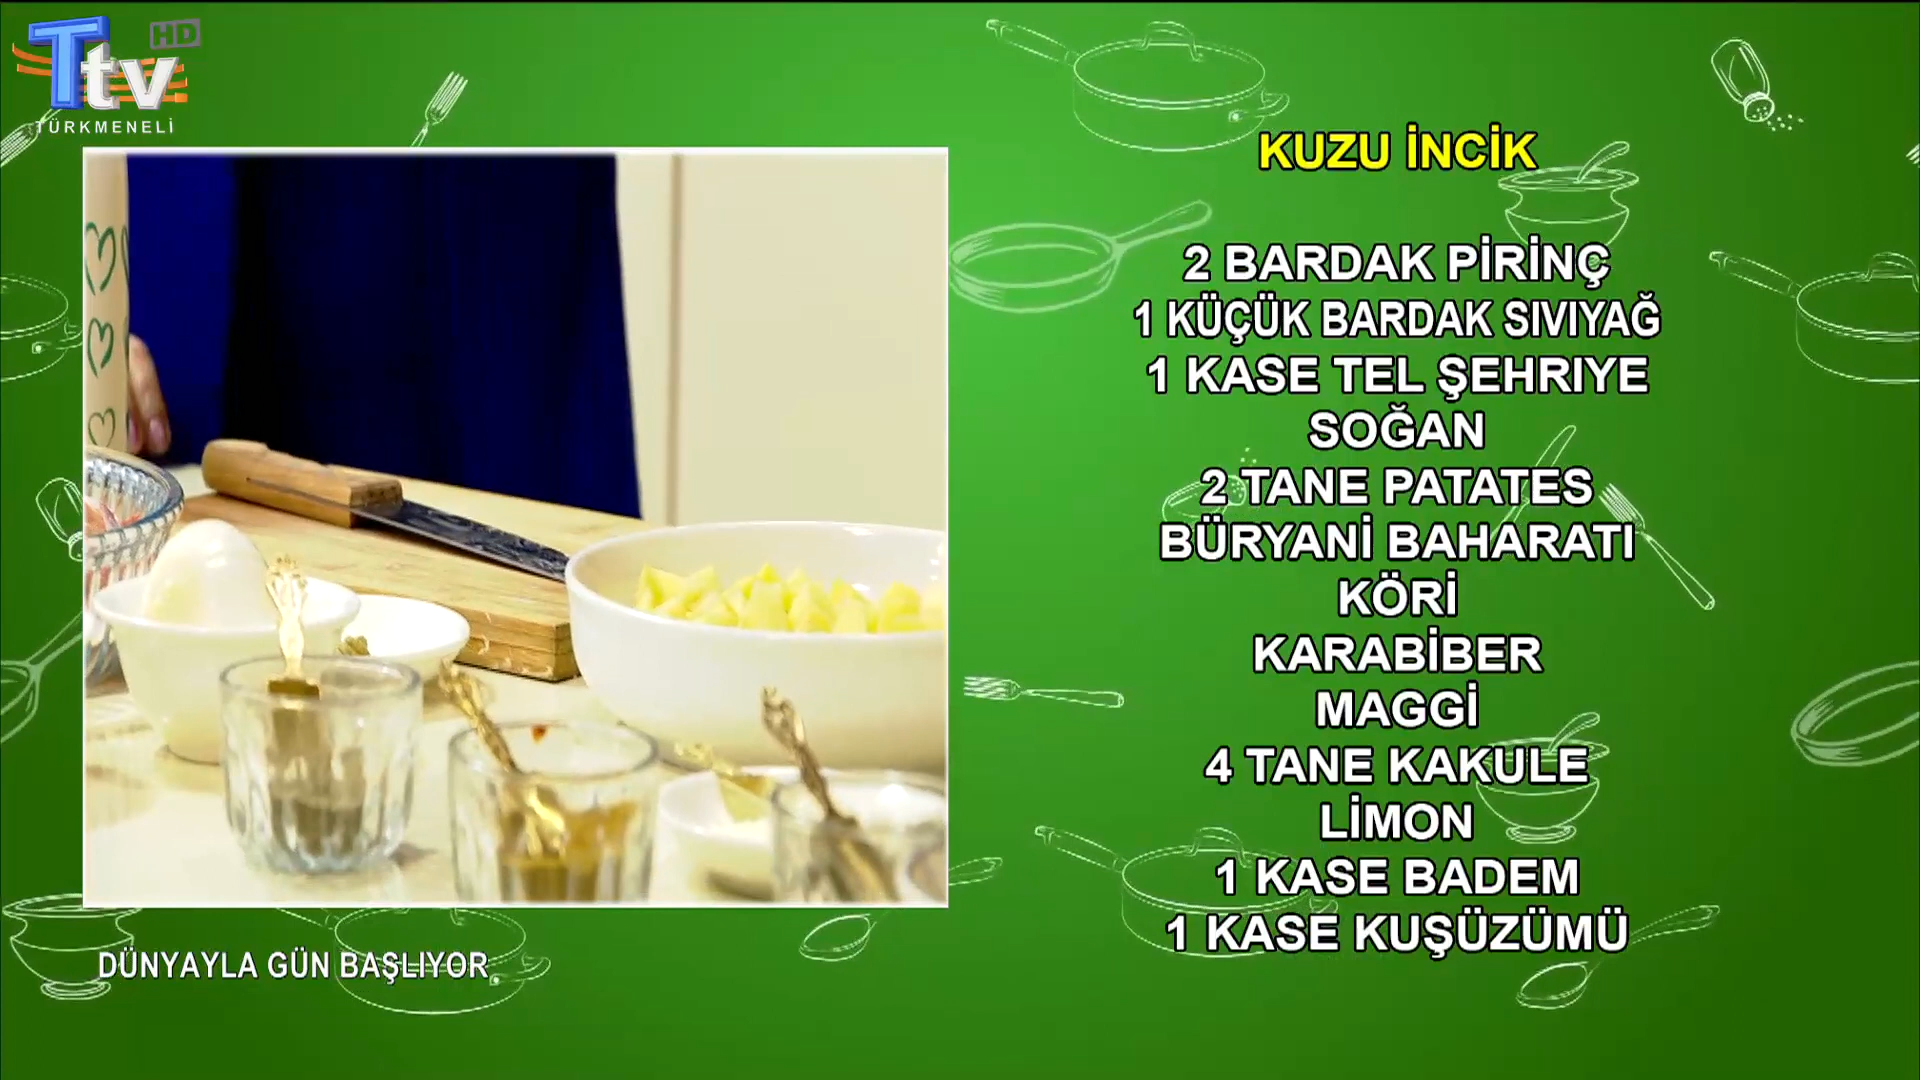 Ttv HD
TÜRKMENELİ
KUZU İNCİK
2 BARDAK PİRİNÇ
1 KÜÇÜK BARDAK SIVIYAĞ
1 KASE TEL ŞEHRIYE
SOĞAN
2 TANE PATATES
BÜRYANİ BAHARATI
KÖRİ
KARABİBER
MAGGİ
4 TANE KAKULE
LİMON
1 KASE BADEM
1 KASE KUŞÜZÜMÜ
DÜNYAYLA GÜN BAŞLIYOR